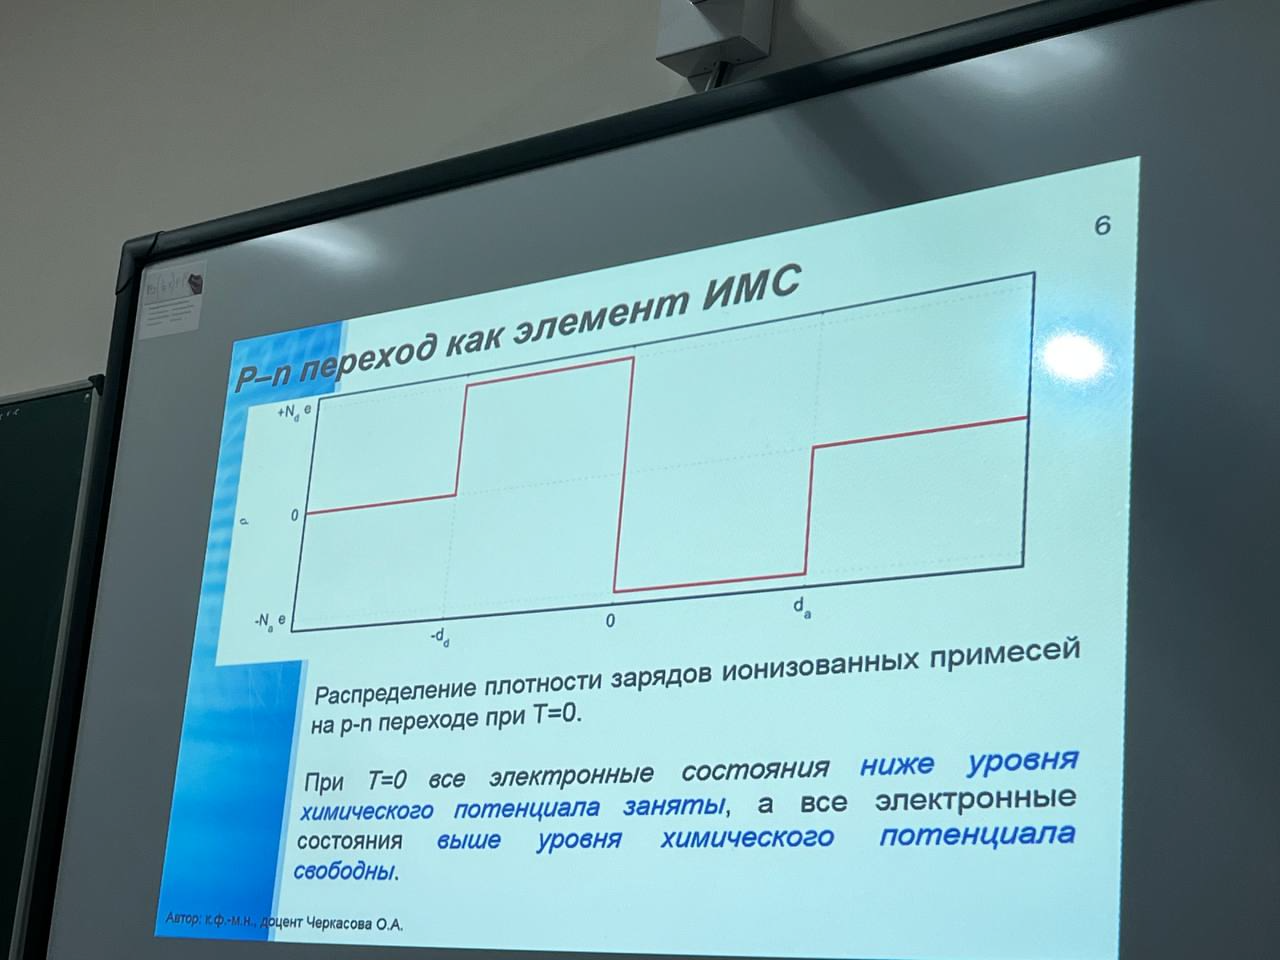 6
P–n переход как элемент ИМС
+N_d e
0
ρ
-N_a e
-d_d
0
d_a
Распределение плотности зарядов ионизованных примесей
на p-n переходе при T=0.
При T=0 все электронные состояния ниже уровня
химического потенциала заняты, а все электронные
состояния выше уровня химического потенциала
свободны.
Автор: к.ф.-м.н., доцент Черкасова О.А.